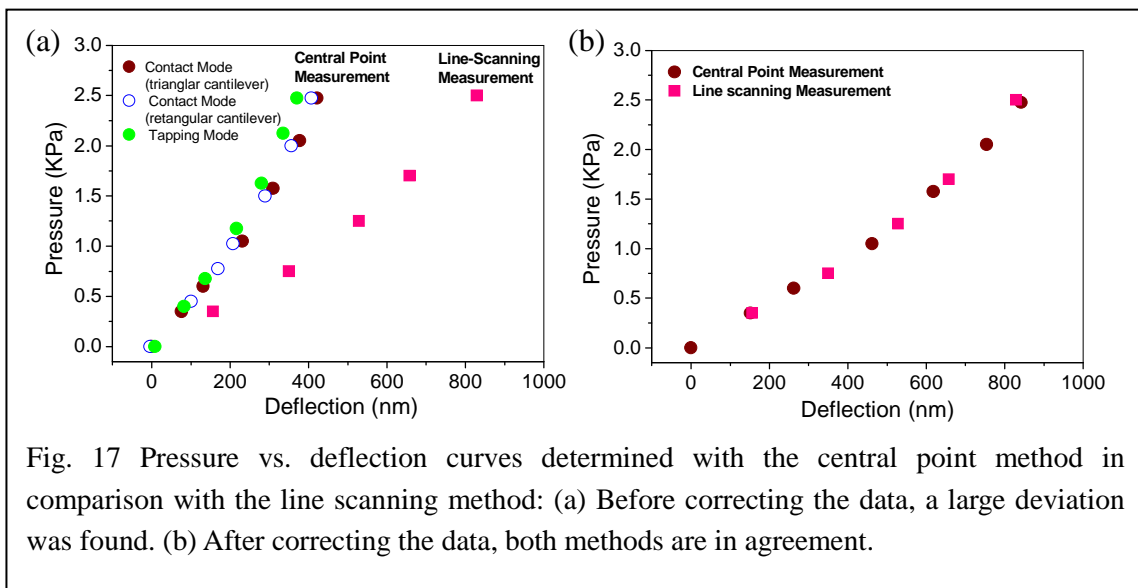 (a)
3.0
2.5
2.0
1.5
1.0
0.5
0.0
Pressure (KPa)
Contact Mode
(trianglar cantilever)
Contact Mode
(retangular cantilever)
Tapping Mode
Central Point
Measurement
Line-Scanning
Measurement
0 200 400 600 800 1000
Deflection (nm)
(b)
3.0
2.5
2.0
1.5
1.0
0.5
0.0
Pressure (KPa)
Central Point Measurement
Line scanning Measurement
0 200 400 600 800 1000
Deflection (nm)
Fig. 17 Pressure vs. deflection curves determined with the central point method in
comparison with the line scanning method: (a) Before correcting the data, a large deviation
was found. (b) After correcting the data, both methods are in agreement.